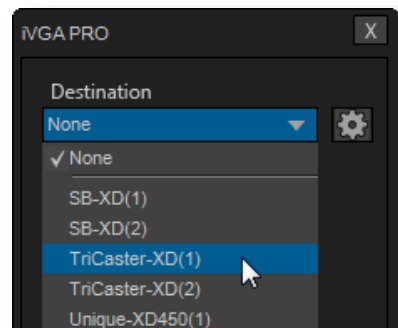 iVGA PRO
X
Destination
None
✓ None
SB-XD(1)
SB-XD(2)
TriCaster-XD(1)
TriCaster-XD(2)
Unique-XD450(1)